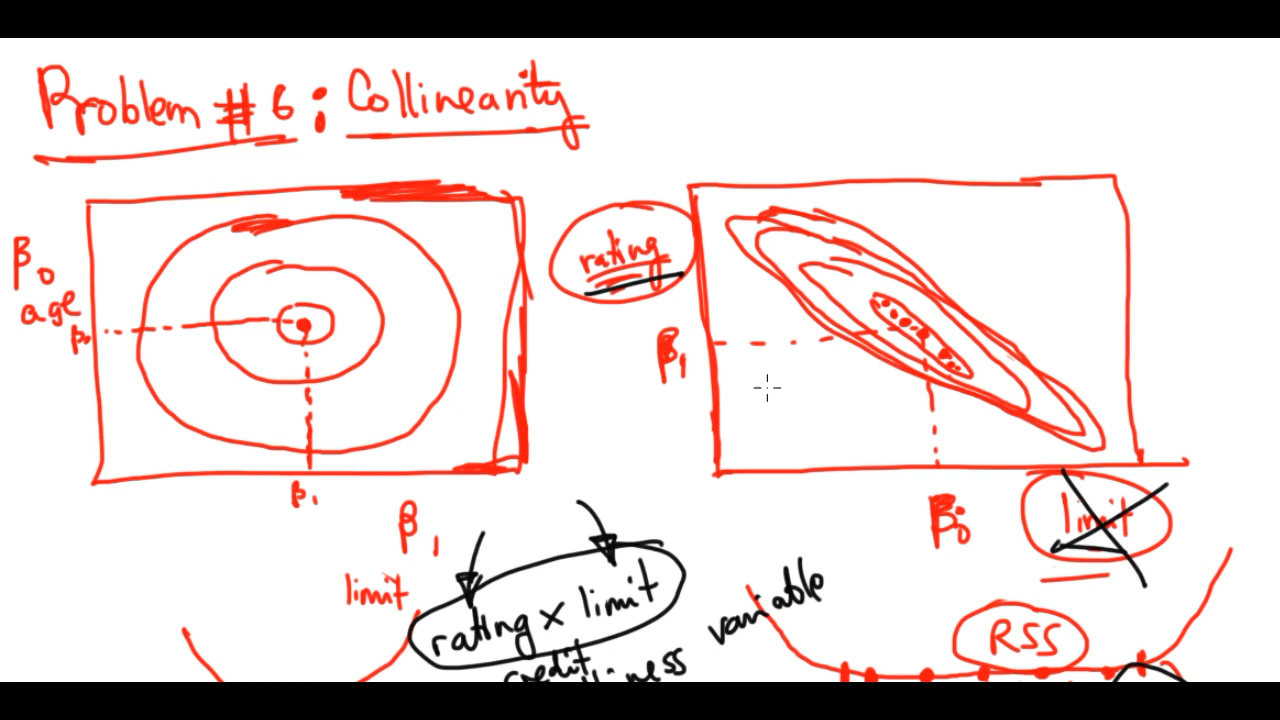 Problem # 6 : Collinearity
β0
age
β0
β1
β1
limit
rating
β1
β0
limit
rating × limit
variable
RSS